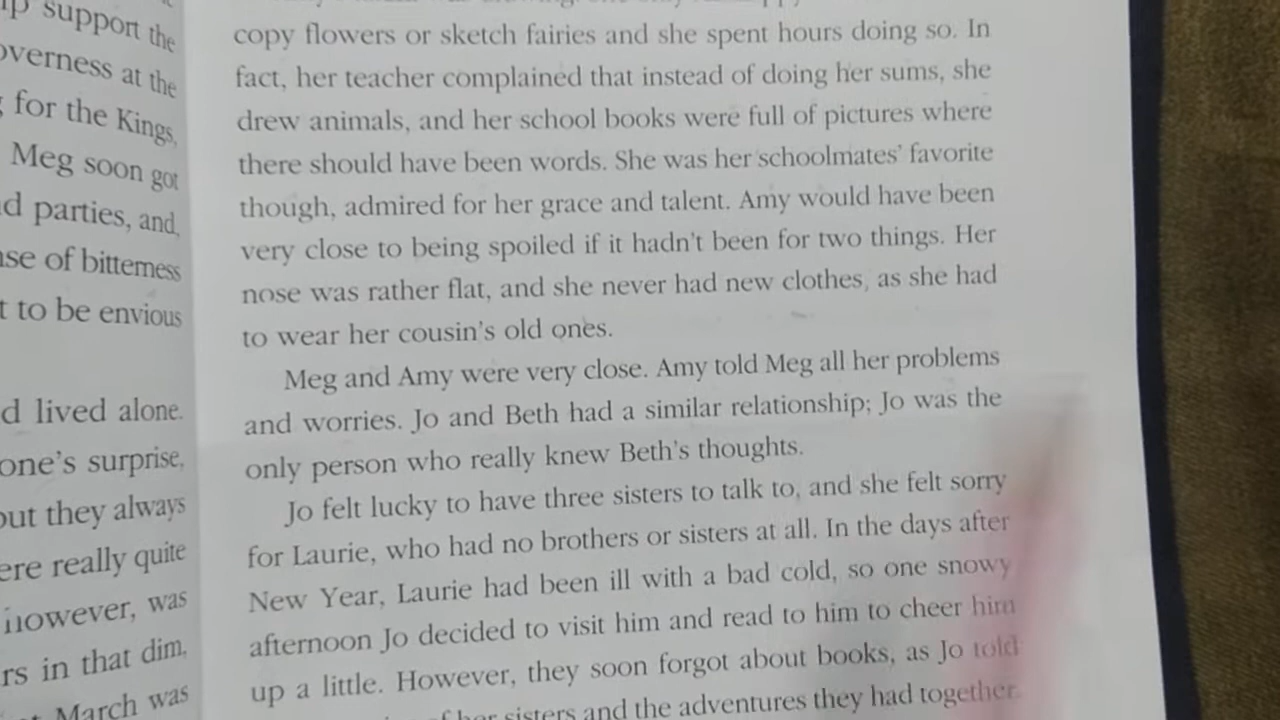 support the
overness at the
for the Kings,
Meg soon got
d parties, and,
se of bitterness
t to be envious
d lived alone.
one's surprise,
out they always
ere really quite
however, was
rs in that dim,
March was
copy flowers or sketch fairies and she spent hours doing so. In
fact, her teacher complained that instead of doing her sums, she
drew animals, and her school books were full of pictures where
there should have been words. She was her schoolmates' favorite
though, admired for her grace and talent. Amy would have been
very close to being spoiled if it hadn't been for two things. Her
nose was rather flat, and she never had new clothes, as she had
to wear her cousin's old ones.
Meg and Amy were very close. Amy told Meg all her problems
and worries. Jo and Beth had a similar relationship; Jo was the
only person who really knew Beth's thoughts.
Jo felt lucky to have three sisters to talk to, and she felt sorry
for Laurie, who had no brothers or sisters at all. In the days after
New Year, Laurie had been ill with a bad cold, so one snowy
afternoon Jo decided to visit him and read to him to cheer him
up a little. However, they soon forgot about books, as Jo told
of her sisters and the adventures they had together.